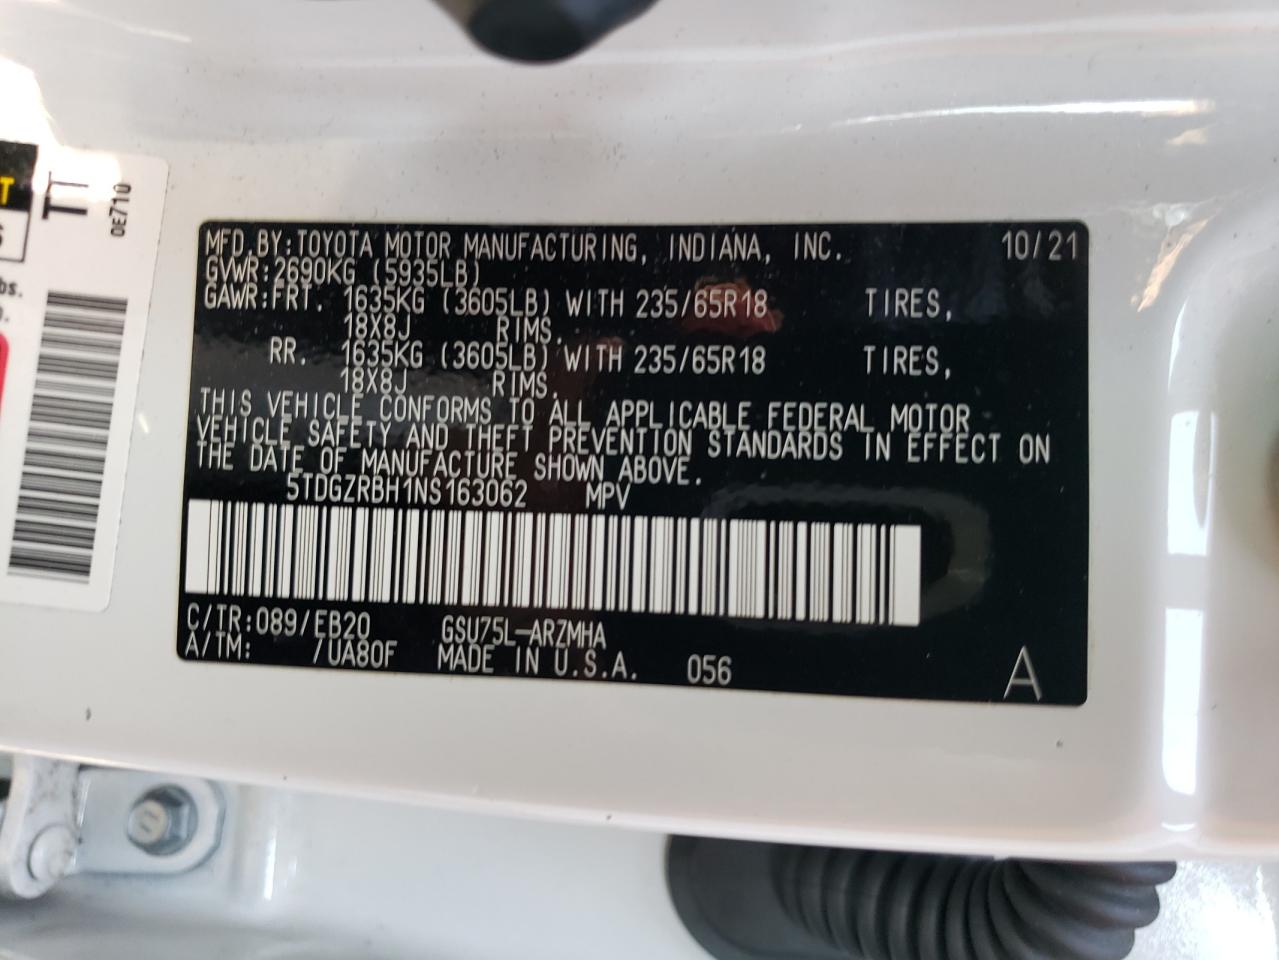 MFD.BY:TOYOTA MOTOR MANUFACTURING, INDIANA, INC. 10/21
GVWR:2690KG (5935LB)
GAWR:FRT. 1635KG (3605LB) WITH 235/65R18 TIRES,
18X8J RIMS.
RR. 1635KG (3605LB) WITH 235/65R18 TIRES,
18X8J RIMS.
THIS VEHICLE CONFORMS TO ALL APPLICABLE FEDERAL MOTOR
VEHICLE SAFETY AND THEFT PREVENTION STANDARDS IN EFFECT ON
THE DATE OF MANUFACTURE SHOWN ABOVE.
5TDGZRBH1NS163062 MPV
C/TR:089/EB20 GSU75L-ARZMHA
A/TM: /UA80F MADE IN U.S.A. 056 A
TT
0E710